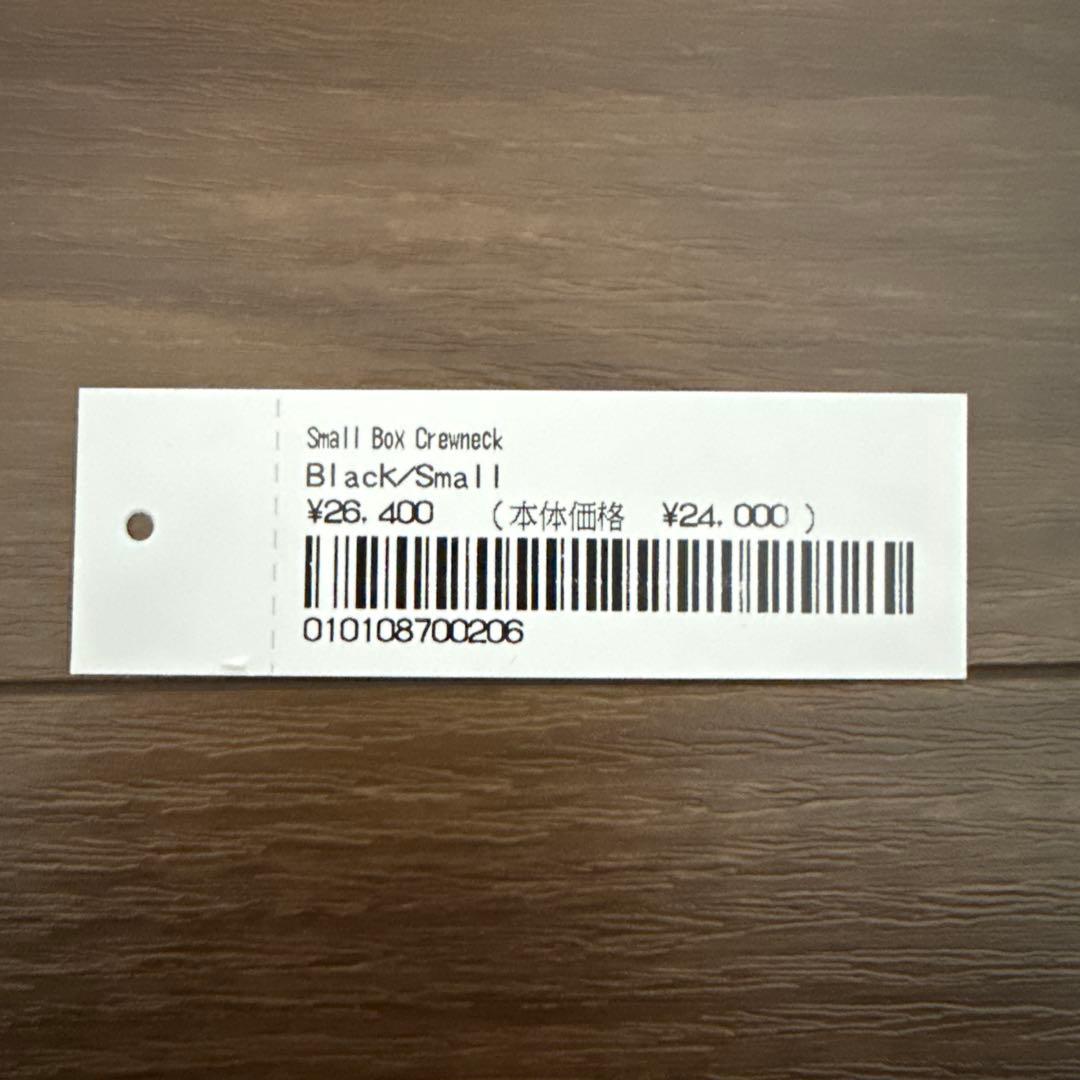 Small Box Crewneck
Black/Small
¥26,400 (本体価格 ¥24,000 )
010108700206